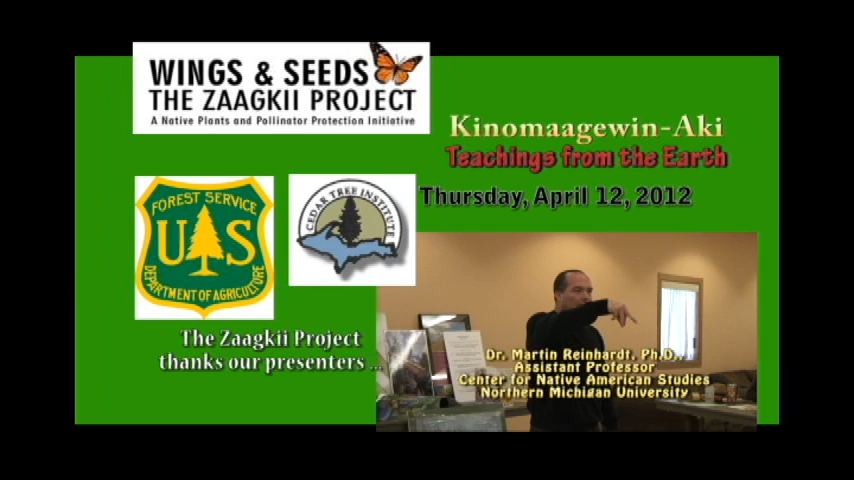 WINGS & SEEDS
THE ZAAGKII PROJECT
A Native Plants and Pollinator Protection Initiative
Kinomaagewin-Aki
Teachings from the Earth
Thursday, April 12, 2012
FOREST SERVICE
U S
DEPARTMENT OF AGRICULTURE
CEDAR TREE INSTITUTE
The Zaagkii Project
thanks our presenters ...
Dr. Martin Reinhardt, Ph.D.,
Assistant Professor
Center for Native American Studies
Northern Michigan University